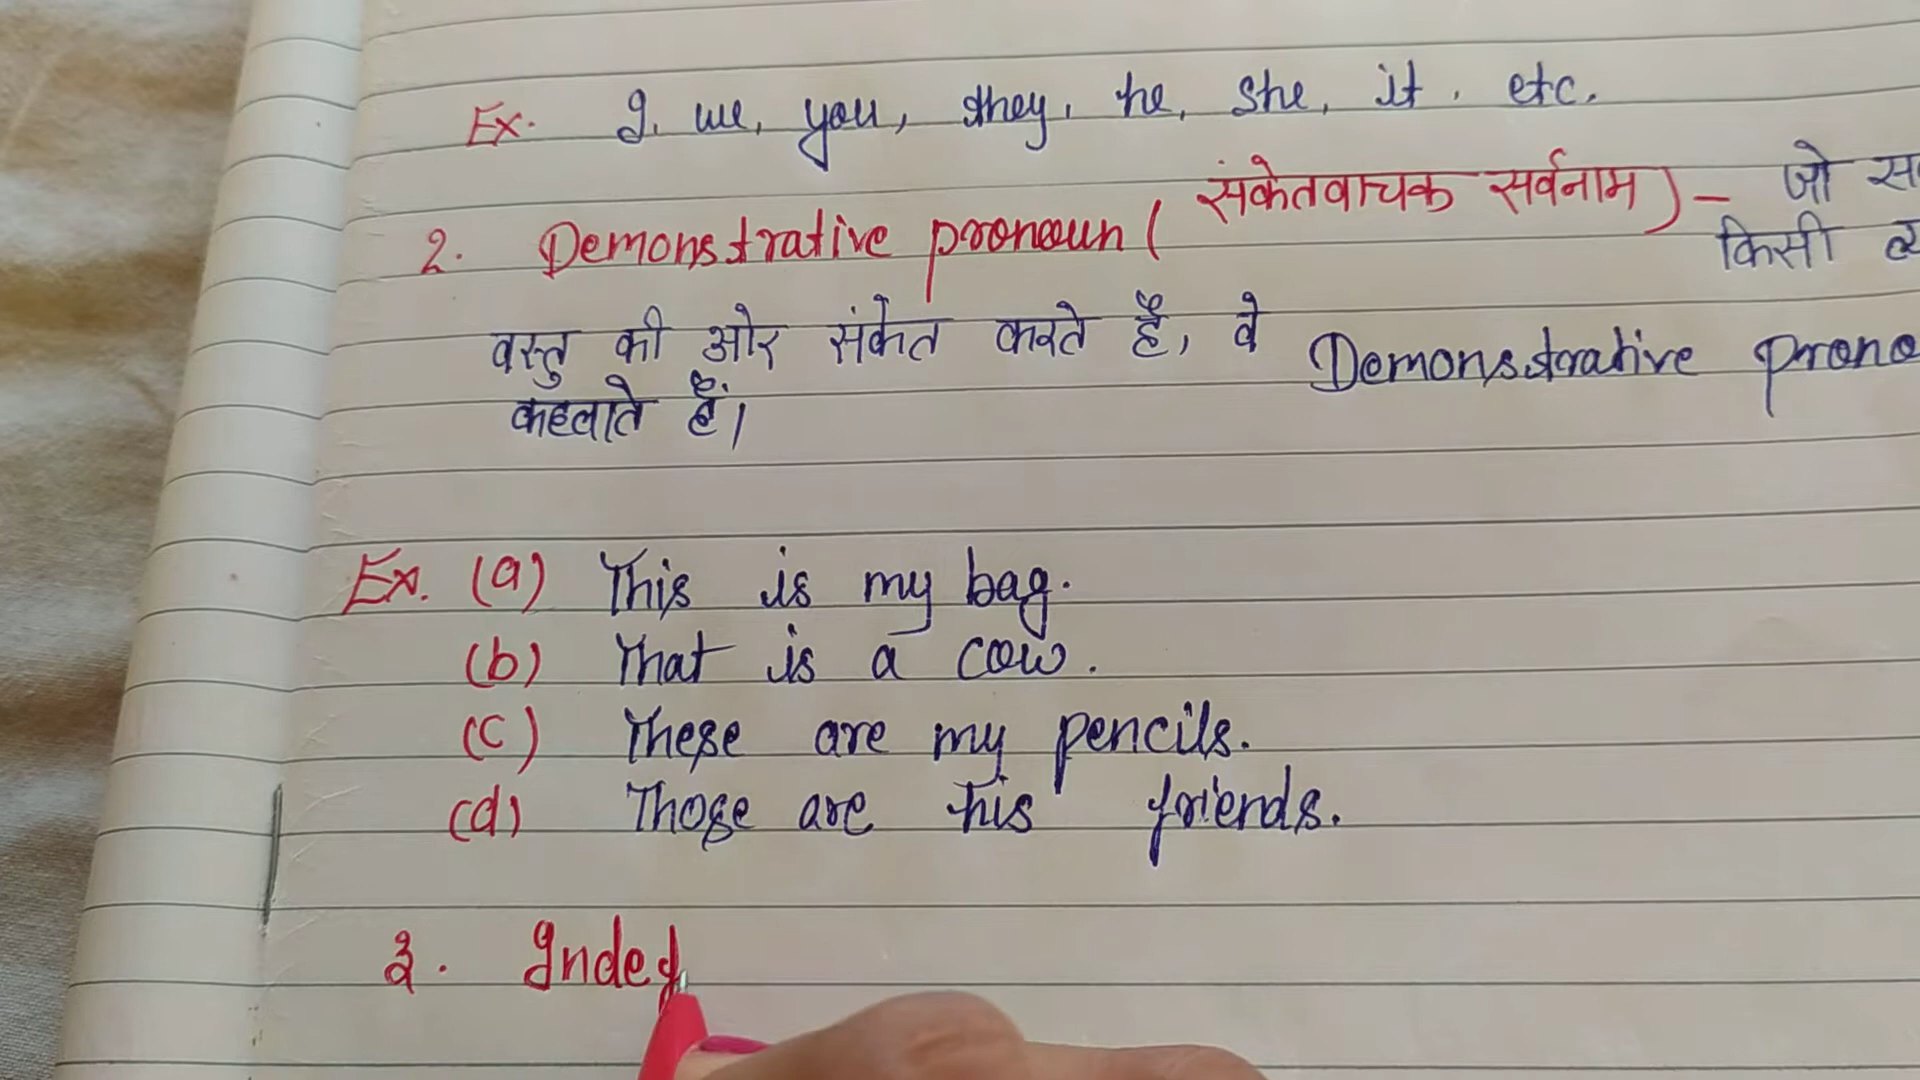 Ex. I, we, you, they, he, she, it, etc.
2. Demonstrative pronoun ( संकेतवाचक सर्वनाम ) – जो
किसी
वस्तु की ओर संकेत करते हैं, वे Demonstrative
कहलाते हैं।
Ex. (a) This is my bag.
(b) That is a cow.
(c) These are my pencils.
(d) Those are his friends.
3. Indef